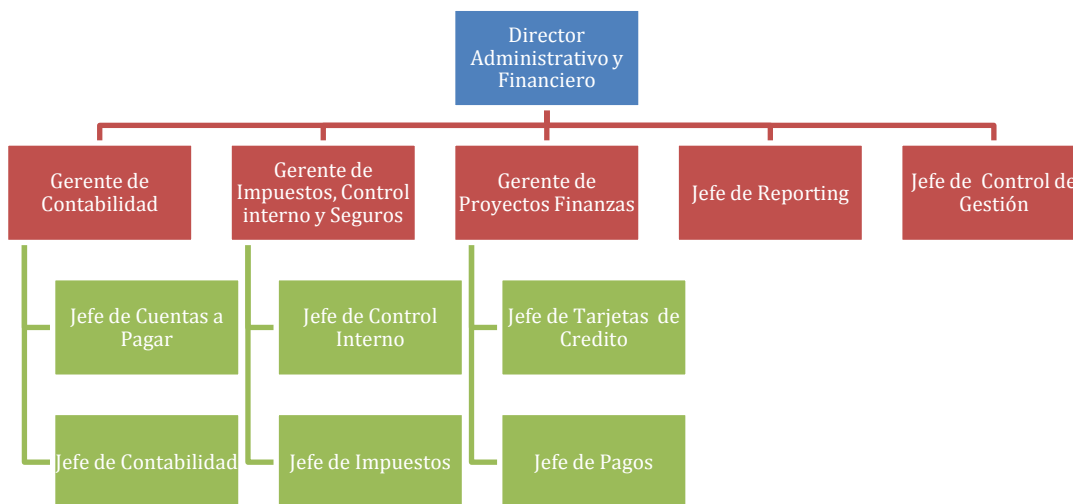 Director
Administrativo y
Financiero
Gerente de
Contabilidad
Gerente de
Impuestos, Control
interno y Seguros
Gerente de
Proyectos Finanzas
Jefe de Reporting
Jefe de  Control de
Gestión
Jefe de Cuentas a
Pagar
Jefe de Control
Interno
Jefe de Tarjetas  de
Credito
Jefe de Contabilidad
Jefe de Impuestos
Jefe de Pagos